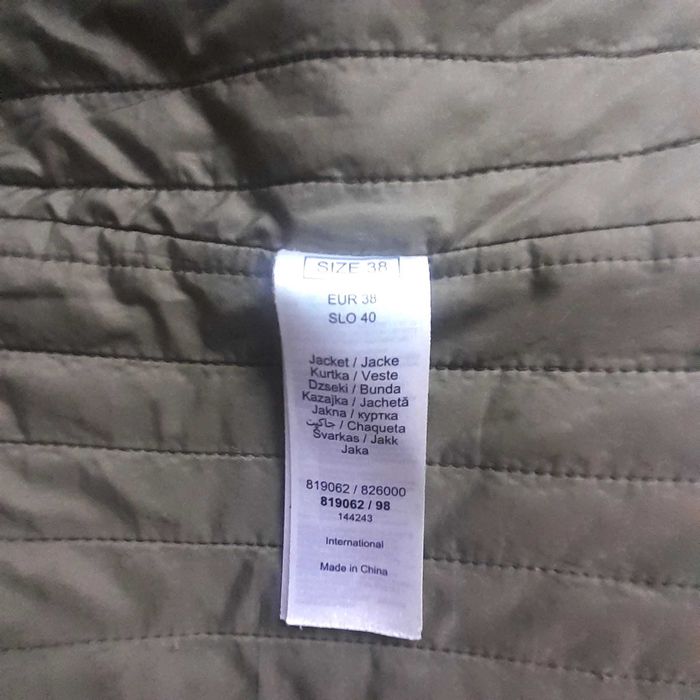 SIZE 38
EUR 38
SLO 40
Jacket / Jacke
Kurtka / Veste
Dzseki / Bunda
Kazajka / Jachetă
Jakna / куртка
جاكيت / Chaqueta
Švarkas / Jakk
Jaka
819062 / 826000
819062 / 98
144243
International
Made in China